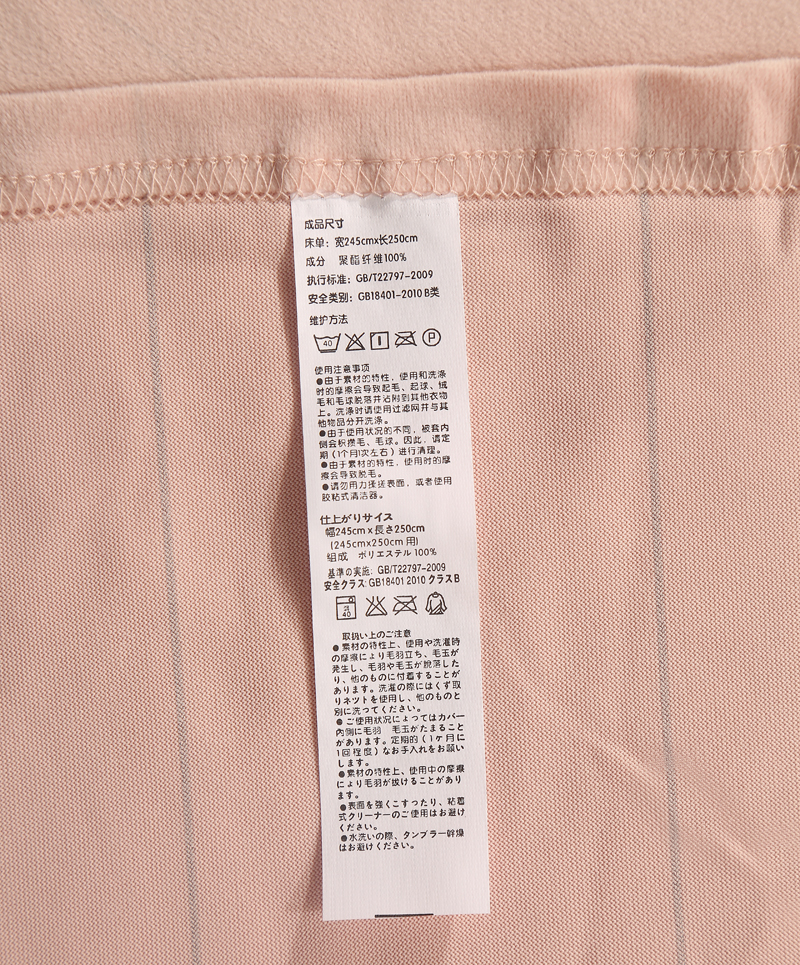 成品尺寸
床单：宽245cmx长250cm
成分 聚酯纤维100%
执行标准：GB/T22797-2009
安全类别：GB18401-2010 B类
维护方法
40 P
使用注意事项
●由于素材的特性，使用和洗涤
时的摩擦会导致起毛、起球、绒
毛和毛球脱落并沾附到其他衣物
上。洗涤时请使用过滤网并与其
他物品分开洗涤。
●由于使用状况的不同，被套内
侧会积攒毛、毛球。因此，请定
期（1个月1次左右）进行清理。
●由于素材的特性，使用时的摩
擦会导致脱毛。
●请勿用力揉搓表面，或者使用
胶粘式清洁器。
仕上がりサイズ
幅245cm x 長さ250cm
(245cmx250cm 用)
组成 ポリエステル 100%
基準の実施：GB/T22797-2009
安全クラス:GB18401 2010 クラスB
40
取扱い上のご注意
●素材の特性上、使用や洗濯時
の摩擦により毛羽立ち、毛玉が
発生し、毛羽や毛玉が脱落した
り、他のものに付着することが
あります。洗濯の際にはくず取
りネツトを使用し、他のものと
別に洗ってください。
●ご使用状況によってはカバー
内側に毛羽 毛玉がたまること
があります。定期的（1ヶ月に
1回程度）なお手入れをお願い
します。
●素材の特性上、使用中の摩擦
により毛羽が抜けることがあり
ます。
●表面を強くこすったり、粘着
式クリーナーのご使用はお避け
ください。
●水洗いの際、タンブラー幹燥
はお避けください。